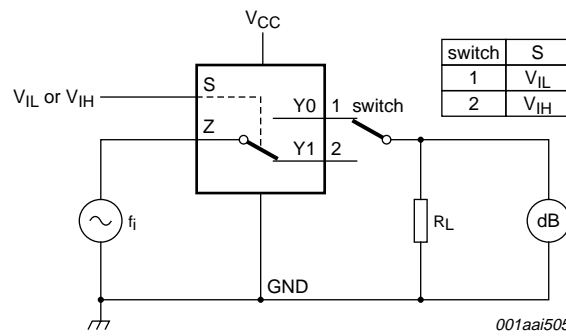 VCC
switch S
1 VIL
2 VIH
VIL or VIH
S
Z
Y0 1 switch
Y1 2
fi
RL
dB
GND
001aai505